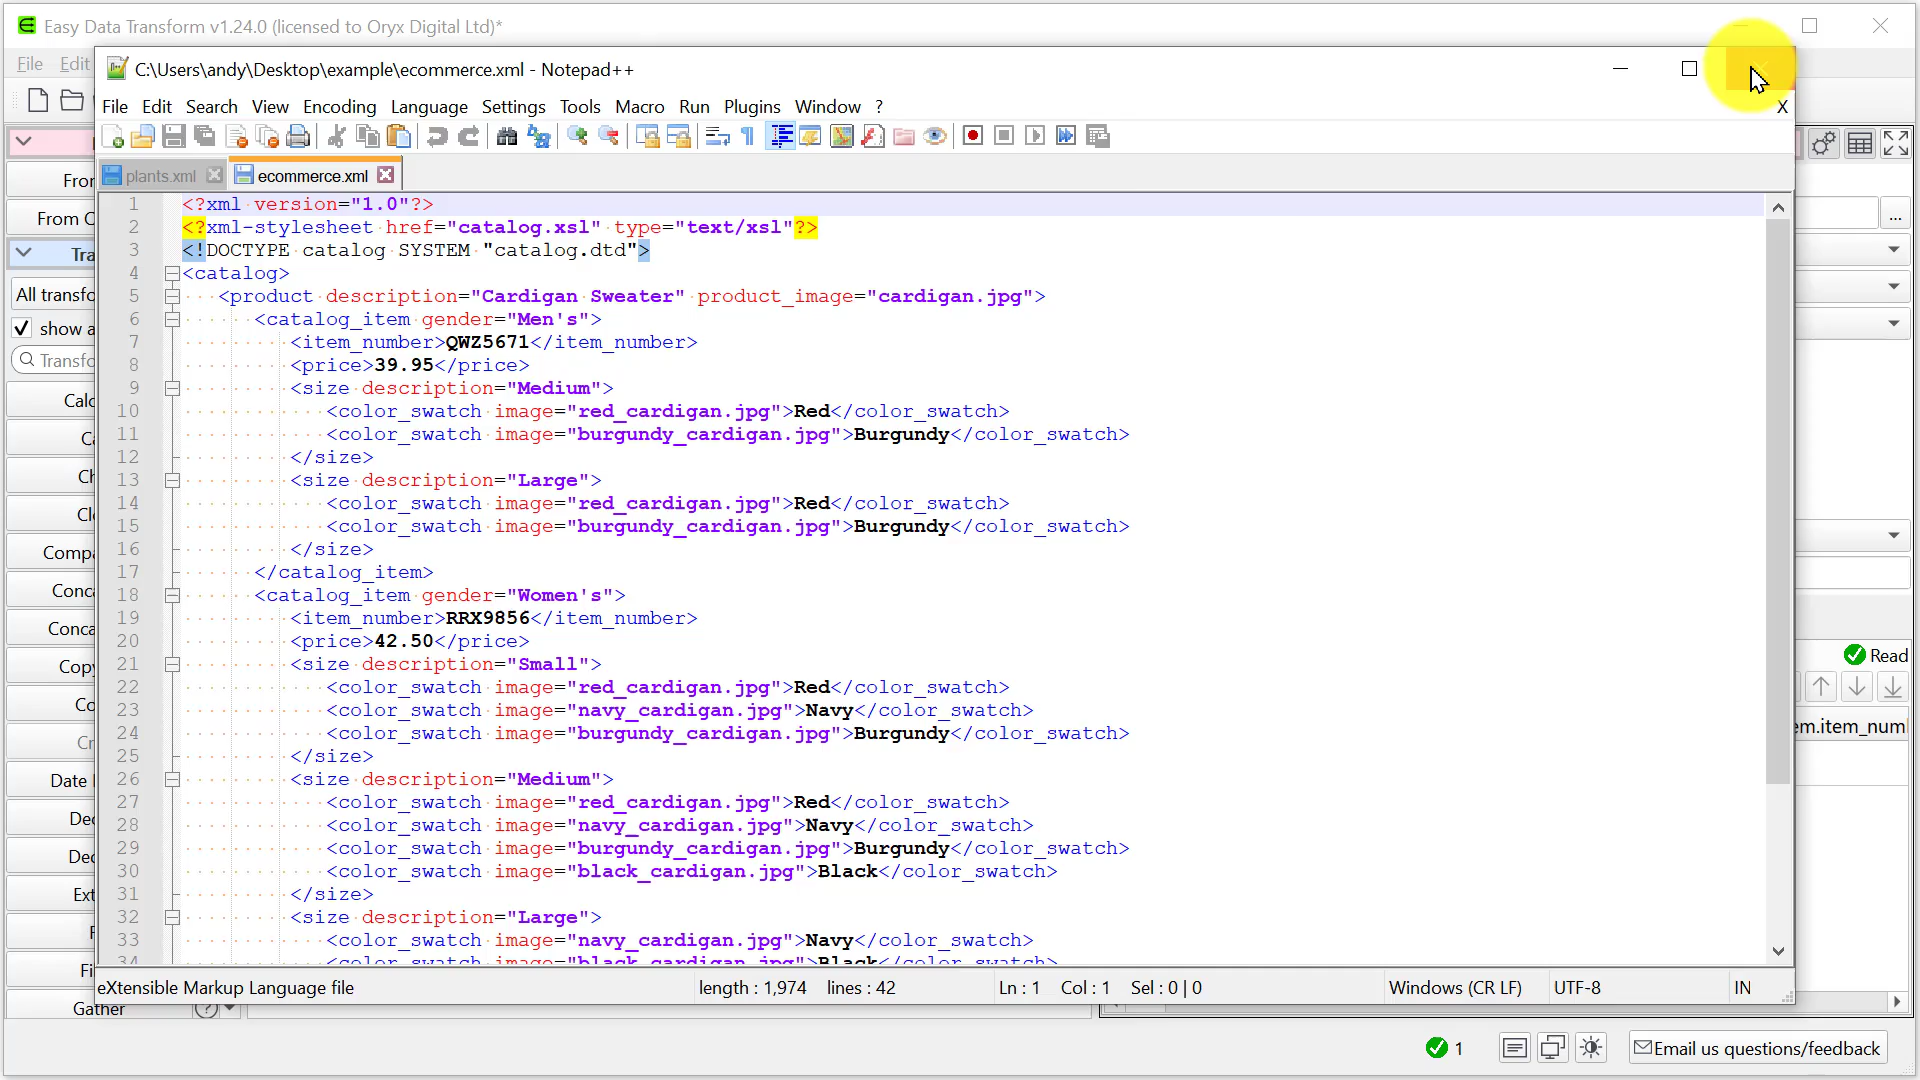 Easy Data Transform v1.24.0 (licensed to Oryx Digital Ltd)*
File Edit
C:\Users\andy\Desktop\example\ecommerce.xml - Notepad++
File Edit Search View Encoding Language Settings Tools Macro Run Plugins Window ?
X
plants.xml
ecommerce.xml
1 <?xml version="1.0"?>
2 <?xml-stylesheet href="catalog.xsl" type="text/xsl"?>
3 <!DOCTYPE catalog SYSTEM "catalog.dtd">
4 <catalog>
5 <product description="Cardigan Sweater" product_image="cardigan.jpg">
6 <catalog_item gender="Men's">
7 <item_number>QWZ5671</item_number>
8 <price>39.95</price>
9 <size description="Medium">
10 <color_swatch image="red_cardigan.jpg">Red</color_swatch>
11 <color_swatch image="burgundy_cardigan.jpg">Burgundy</color_swatch>
12 </size>
13 <size description="Large">
14 <color_swatch image="red_cardigan.jpg">Red</color_swatch>
15 <color_swatch image="burgundy_cardigan.jpg">Burgundy</color_swatch>
16 </size>
17 </catalog_item>
18 <catalog_item gender="Women's">
19 <item_number>RRX9856</item_number>
20 <price>42.50</price>
21 <size description="Small">
22 <color_swatch image="red_cardigan.jpg">Red</color_swatch>
23 <color_swatch image="navy_cardigan.jpg">Navy</color_swatch>
24 <color_swatch image="burgundy_cardigan.jpg">Burgundy</color_swatch>
25 </size>
26 <size description="Medium">
27 <color_swatch image="red_cardigan.jpg">Red</color_swatch>
28 <color_swatch image="navy_cardigan.jpg">Navy</color_swatch>
29 <color_swatch image="burgundy_cardigan.jpg">Burgundy</color_swatch>
30 <color_swatch image="black_cardigan.jpg">Black</color_swatch>
31 </size>
32 <size description="Large">
33 <color_swatch image="navy_cardigan.jpg">Navy</color_swatch>
34 <color_swatch image="black_cardigan.jpg">Black</color_swatch>
eXtensible Markup Language file length : 1,974 lines : 42 Ln : 1 Col : 1 Sel : 0 | 0 Windows (CR LF) UTF-8 IN
From C
All transfo
show a
Transfo
Copy
Date
Gather
...
Read
em.item_num
1
Email us questions/feedback